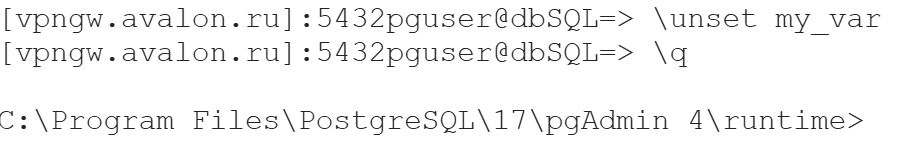 [vpngw.avalon.ru]:5432pguser@dbSQL=> \unset my_var
[vpngw.avalon.ru]:5432pguser@dbSQL=> \q
C:\Program Files\PostgreSQL\17\pgAdmin 4\runtime>